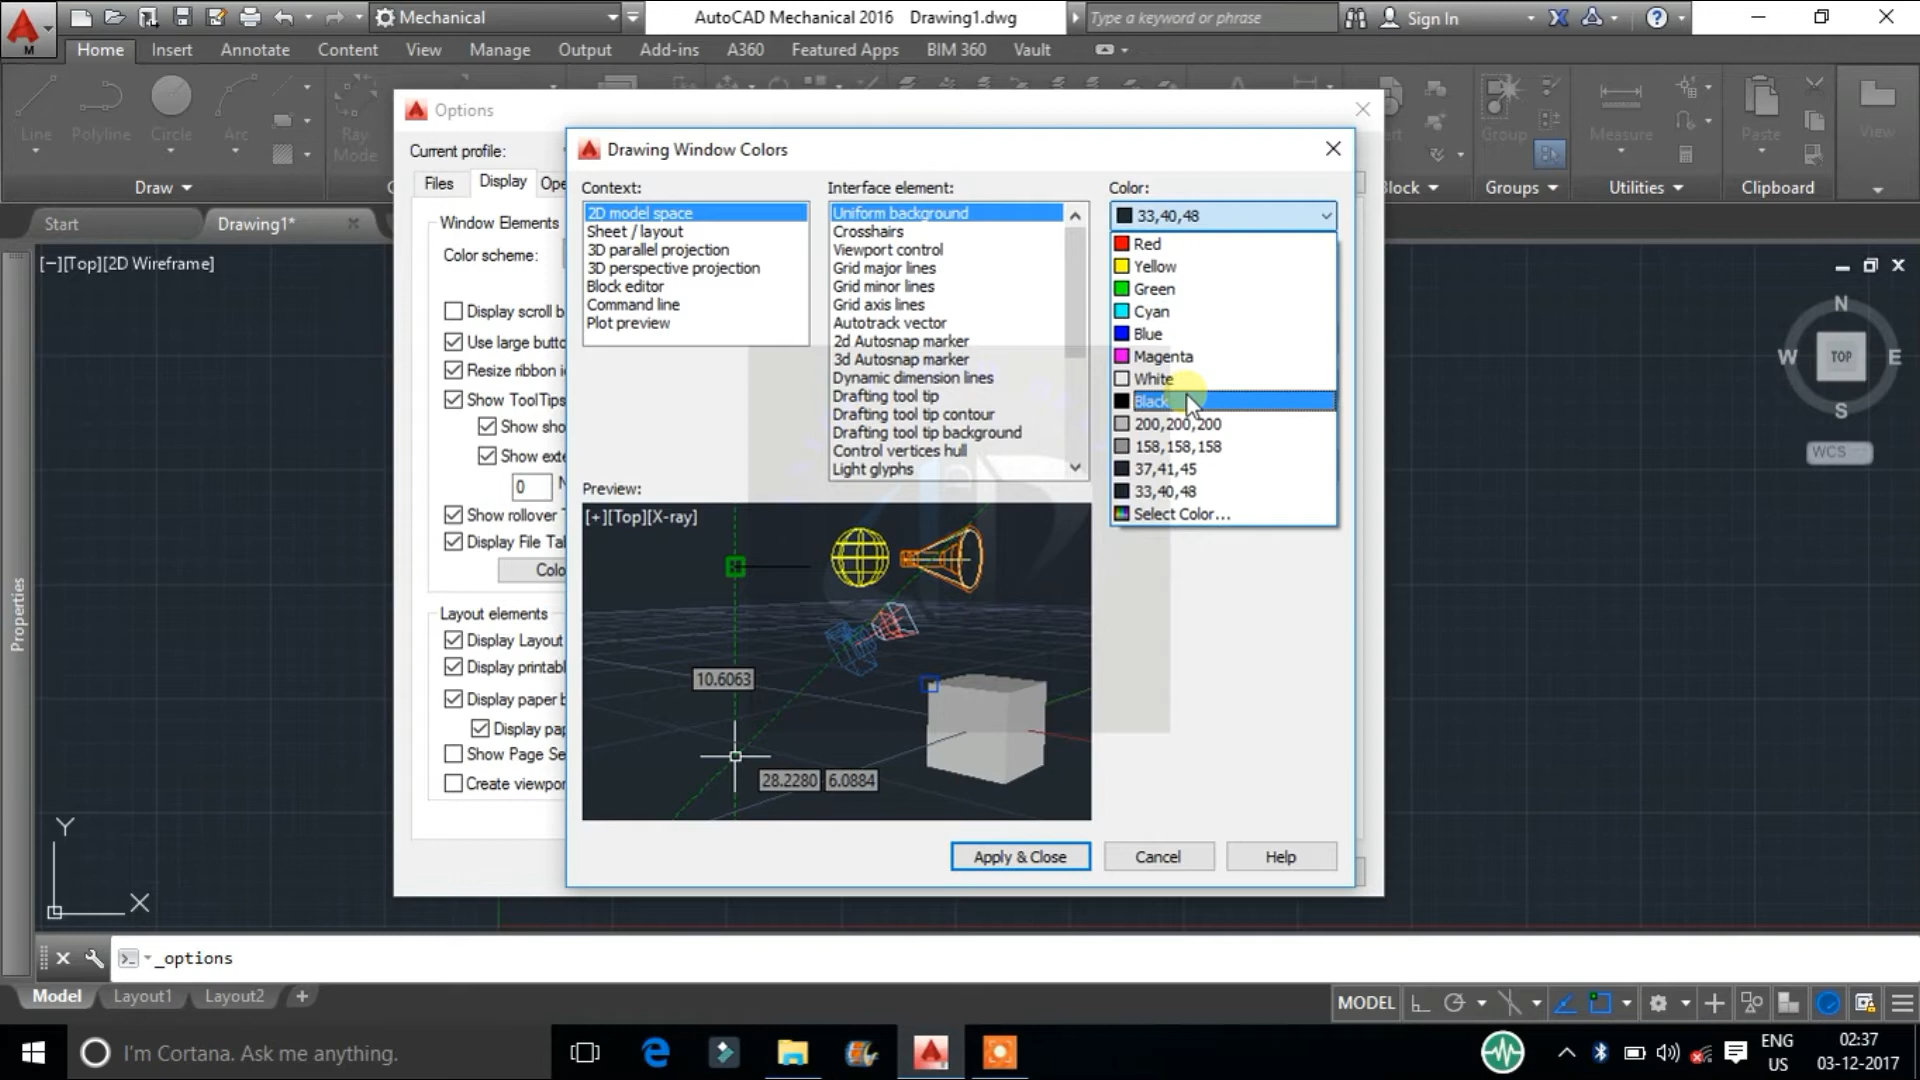 Mechanical
AutoCAD Mechanical 2016 Drawing1.dwg
Type a keyword or phrase
Sign In
M
Home Insert Annotate Content View Manage Output Add-ins A360 Featured Apps BIM 360 Vault
Line Polyline Circle Arc Ray Mode
Group Measure Paste View
Draw
Groups Utilities Clipboard
Start Drawing1*
[−][Top][2D Wireframe]
Options
Current profile:
Files Display
Window Elements
Color scheme:
Display scroll
Use large
Resize ribbon
Show ToolTips
Show
Show
0
Show rollover
Display File
Layout elements
Display Layout
Display
Display paper
Display
Show Page
Create
Drawing Window Colors
Context:
2D model space
Sheet / layout
3D parallel projection
3D perspective projection
Block editor
Command line
Plot preview
Interface element:
Uniform background
Crosshairs
Viewport control
Grid major lines
Grid minor lines
Grid axis lines
Autotrack vector
2d Autosnap marker
3d Autosnap marker
Dynamic dimension lines
Drafting tool tip
Drafting tool tip contour
Drafting tool tip background
Control vertices hull
Light glyphs
Color:
33,40,48
Red
Yellow
Green
Cyan
Blue
Magenta
White
Black
200,200,200
158,158,158
37,41,45
33,40,48
Select Color...
Preview:
[+][Top][X-ray]
10.6063
28.2280 6.0884
Apply & Close Cancel Help
N
W TOP E
S
WCS
Properties
Y
X
_options
Model Layout1 Layout2 +
MODEL
I'm Cortana. Ask me anything.
ENG
US
02:37
03-12-2017